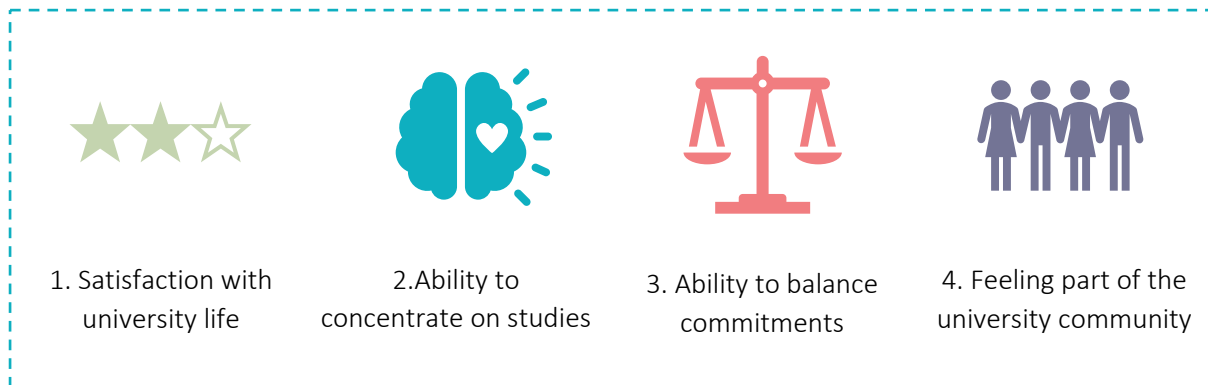 1. Satisfaction with
university life
2.Ability to
concentrate on studies
3. Ability to balance
commitments
4. Feeling part of the
university community